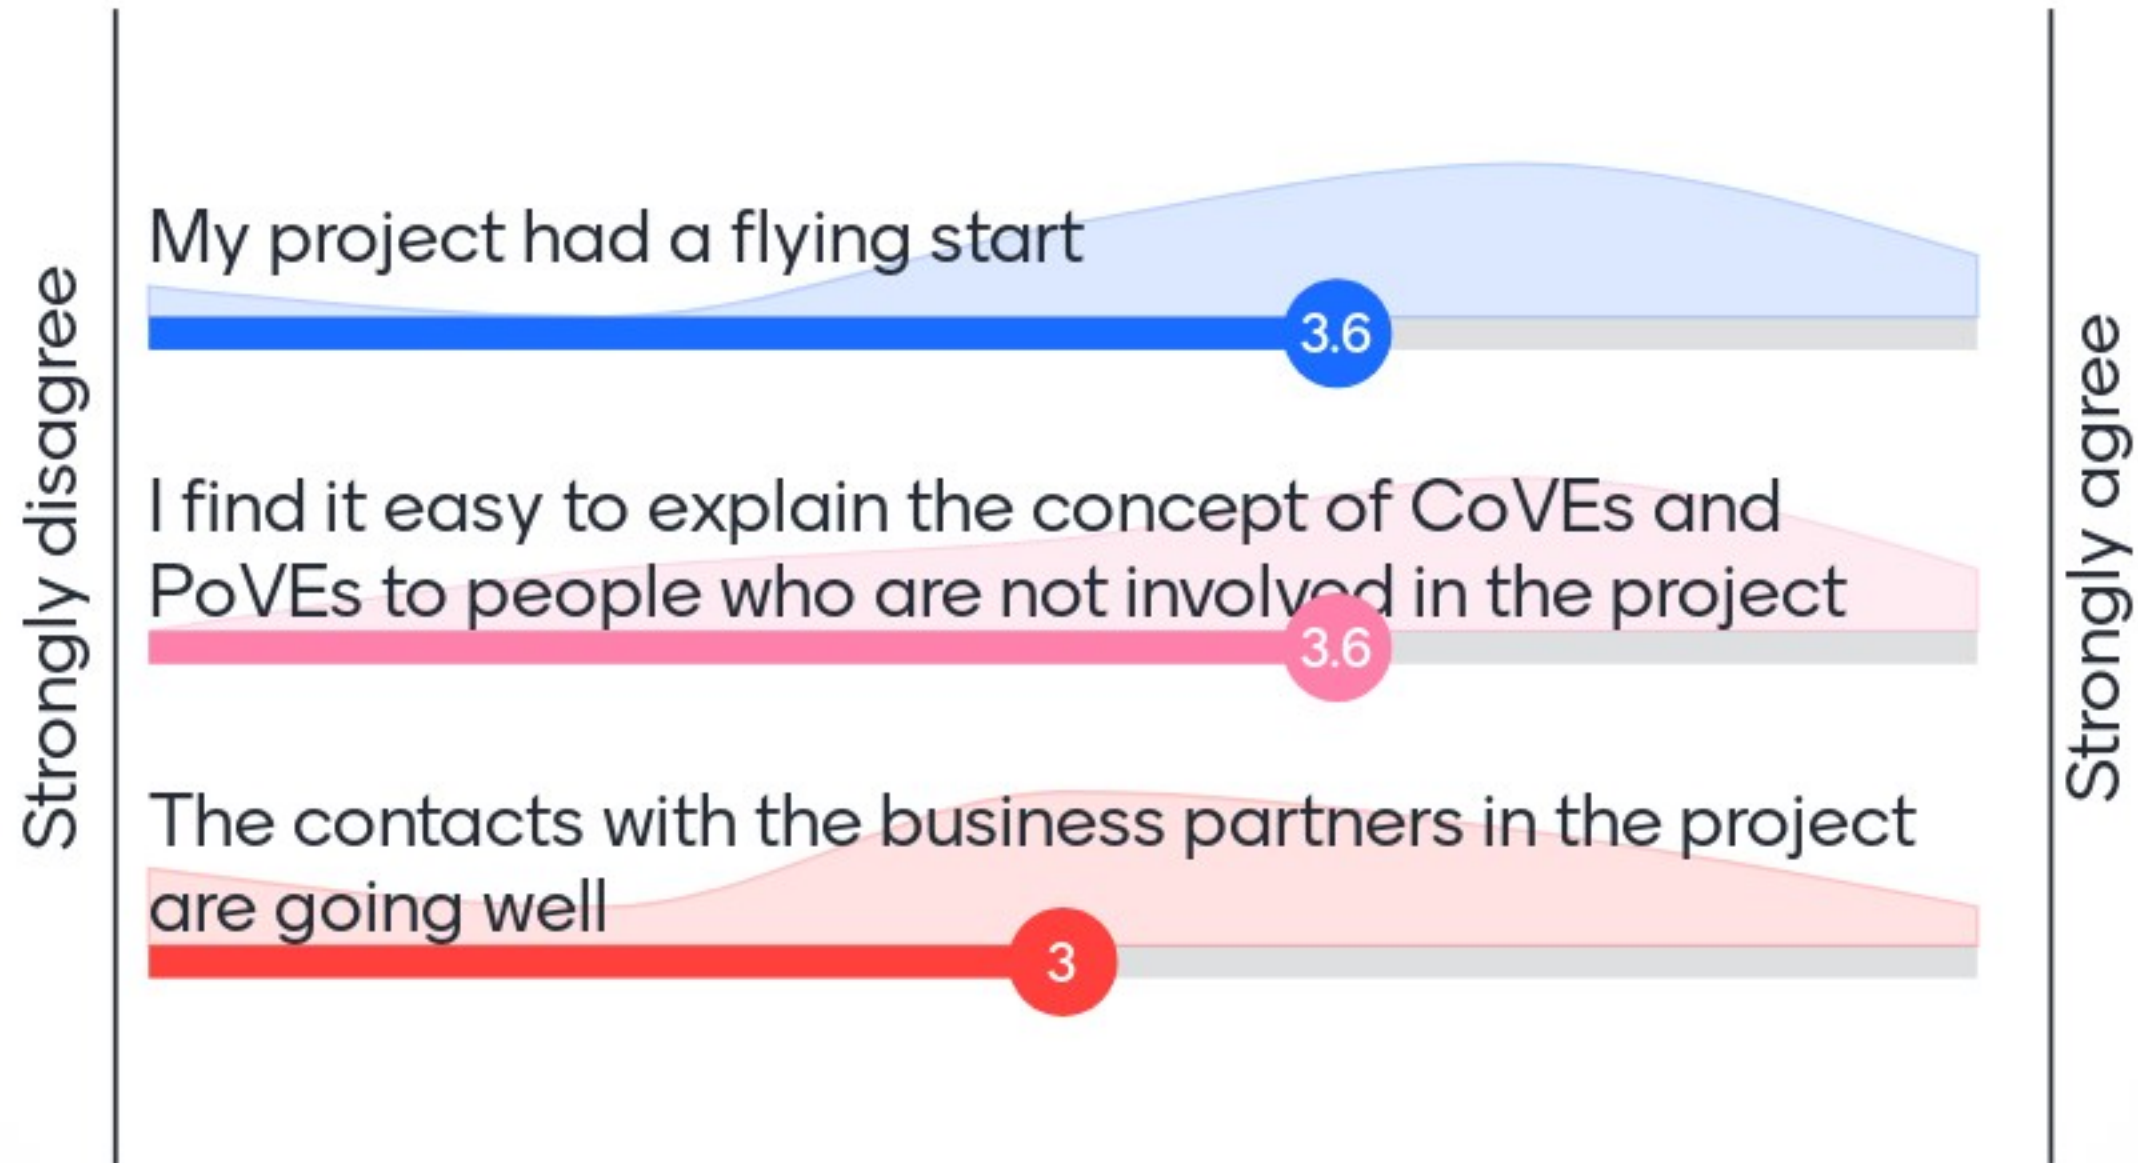 Strongly disagree
My project had a flying start
3.6
I find it easy to explain the concept of CoVEs and
PoVEs to people who are not involved in the project
3.6
The contacts with the business partners in the project
are going well
3
Strongly agree